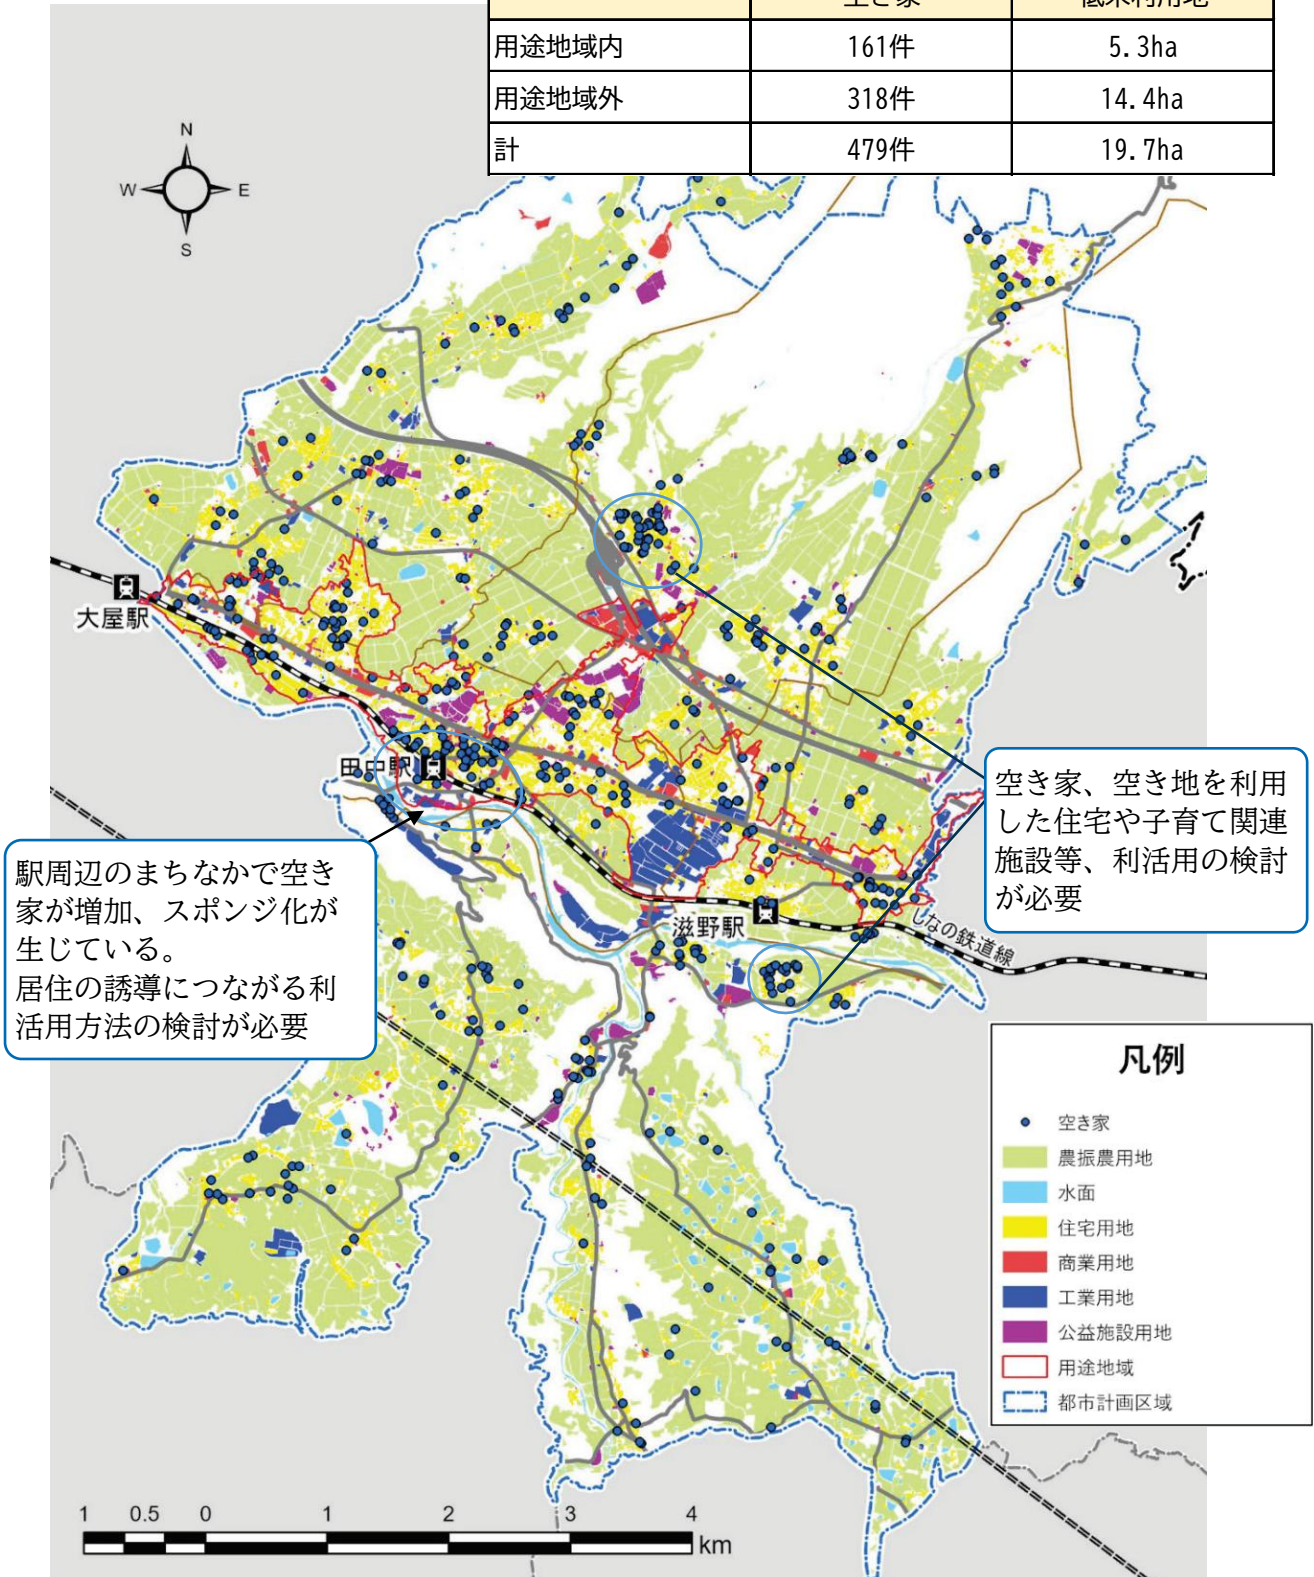 空き家 低未利用地
用途地域内 161件 5.3ha
用途地域外 318件 14.4ha
計 479件 19.7ha
N
W E
S
大屋駅
田中駅
滋野駅
しなの鉄道線
空き家、空き地を利用
した住宅や子育て関連
施設等、利活用の検討
が必要
駅周辺のまちなかで空き
家が増加、スポンジ化が
生じている。
居住の誘導につながる利
活用方法の検討が必要
凡例
空き家
農振農用地
水面
住宅用地
商業用地
工業用地
公益施設用地
用途地域
都市計画区域
1 0.5 0 1 2 3 4
km